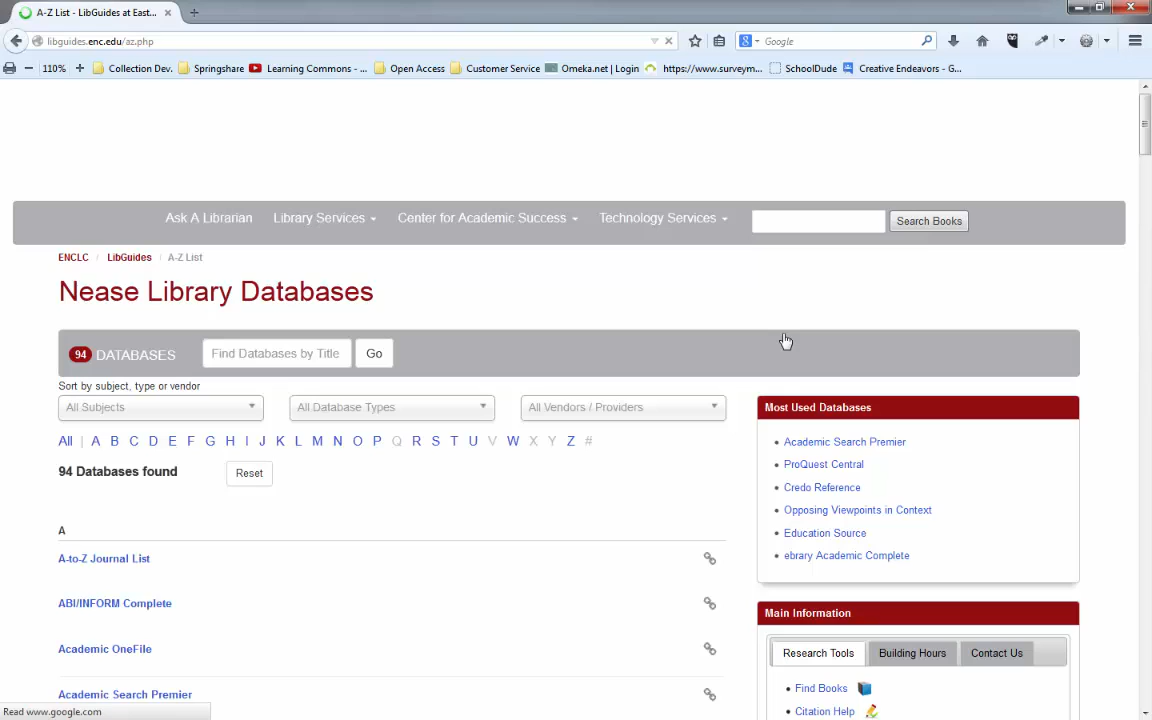 A-Z List - LibGuides at East...
libguides.enc.edu/az.php
Google
110% Collection Dev. Springshare Learning Commons - ... Open Access Customer Service Omeka.net | Login https://www.surveym... SchoolDude Creative Endeavors - G...
Ask A Librarian Library Services Center for Academic Success Technology Services Search Books
ENCLC / LibGuides / A-Z List
Nease Library Databases
94 DATABASES Find Databases by Title Go
Sort by subject, type or vendor
All Subjects All Database Types All Vendors / Providers
All | A B C D E F G H I J K L M N O P Q R S T U V W X Y Z #
94 Databases found Reset
A
A-to-Z Journal List
ABI/INFORM Complete
Academic OneFile
Academic Search Premier
Most Used Databases
Academic Search Premier
ProQuest Central
Credo Reference
Opposing Viewpoints in Context
Education Source
ebrary Academic Complete
Main Information
Research Tools Building Hours Contact Us
Find Books
Citation Help
Read www.google.com